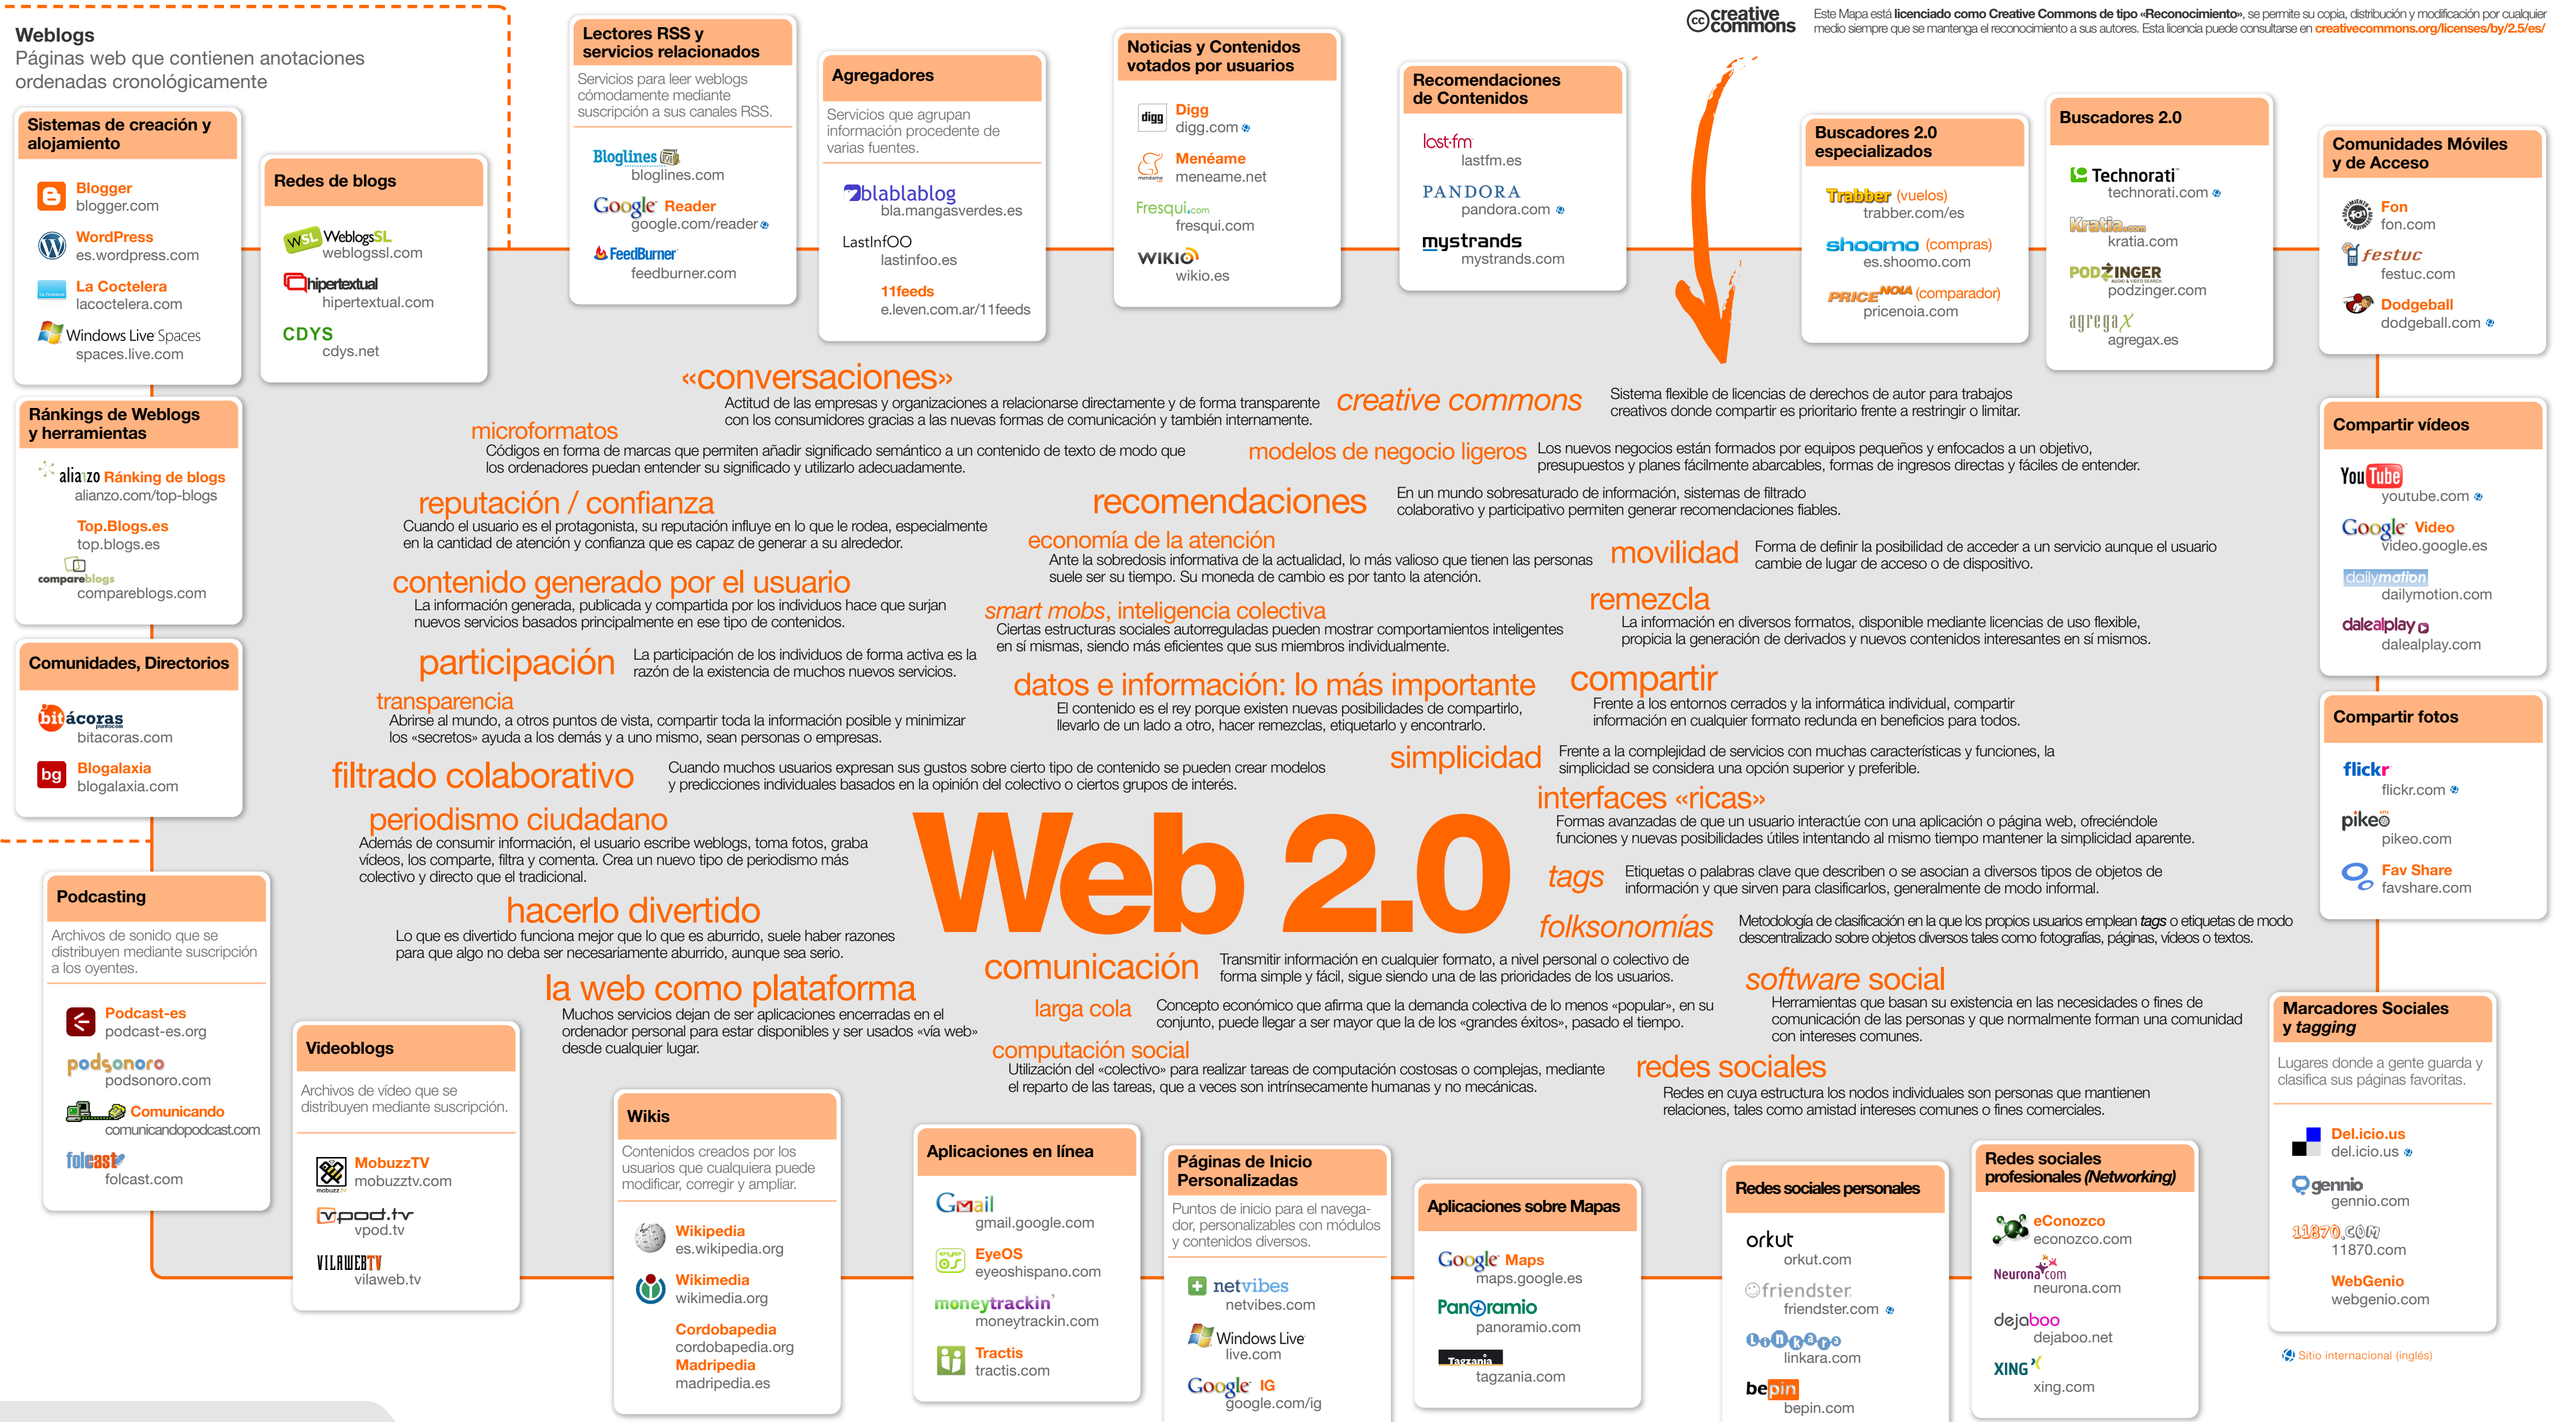 Weblogs
Páginas web que contienen anotaciones
ordenadas cronológicamente
creative
commons
Este Mapa está licenciado como Creative Commons de tipo «Reconocimiento», se permite su copia, distribución y modificación por cualquier
medio siempre que se mantenga el reconocimiento a sus autores. Esta licencia puede consultarse en creativecommons.org/licenses/by/2.5/es/
Sistemas de creación y
alojamiento
Blogger
blogger.com
WordPress
es.wordpress.com
La Coctelera
lacoctelera.com
Windows Live Spaces
spaces.live.com
Redes de blogs
WSL WeblogsSL
weblogssl.com
hipertextual
hipertextual.com
CDYS
cdys.net
Lectores RSS y
servicios relacionados
Servicios para leer weblogs
cómodamente mediante
suscripción a sus canales RSS.
Bloglines
bloglines.com
Google Reader
google.com/reader
FeedBurner
feedburner.com
Agregadores
Servicios que agrupan
información procedente de
varias fuentes.
blablablog
bla.mangasverdes.es
LastInfOO
lastinfoo.es
11feeds
e.leven.com.ar/11feeds
Noticias y Contenidos
votados por usuarios
digg Digg
digg.com
Menéame
meneame.net
Fresqui.com
fresqui.com
WIKIO
wikio.es
Recomendaciones
de Contenidos
last.fm
lastfm.es
PANDORA
pandora.com
mystrands
mystrands.com
Buscadores 2.0
especializados
Trabber (vuelos)
trabber.com/es
shoomo (compras)
es.shoomo.com
PRICENOIA (comparador)
pricenoia.com
Buscadores 2.0
Technorati
technorati.com
Kratia.com
kratia.com
PODZINGER
AUDIO & VIDEO SEARCH
podzinger.com
agregaX
agregax.es
Comunidades Móviles
y de Acceso
Fon
fon.com
festuc
festuc.com
Dodgeball
dodgeball.com
Ránkings de Weblogs
y herramientas
alianzo Ránking de blogs
alianzo.com/top-blogs
Top.Blogs.es
top.blogs.es
compareblogs
compareblogs.com
Comunidades, Directorios
bitácoras
puntocom
bitacoras.com
bg Blogalaxia
blogalaxia.com
«conversaciones»
Actitud de las empresas y organizaciones a relacionarse directamente y de forma transparente
con los consumidores gracias a las nuevas formas de comunicación y también internamente.
creative commons
Sistema flexible de licencias de derechos de autor para trabajos
creativos donde compartir es prioritario frente a restringir o limitar.
microformatos
Códigos en forma de marcas que permiten añadir significado semántico a un contenido de texto de modo que
los ordenadores puedan entender su significado y utilizarlo adecuadamente.
modelos de negocio ligeros
Los nuevos negocios están formados por equipos pequeños y enfocados a un objetivo,
presupuestos y planes fácilmente abarcables, formas de ingresos directas y fáciles de entender.
reputación / confianza
Cuando el usuario es el protagonista, su reputación influye en lo que le rodea, especialmente
en la cantidad de atención y confianza que es capaz de generar a su alrededor.
recomendaciones
En un mundo sobresaturado de información, sistemas de filtrado
colaborativo y participativo permiten generar recomendaciones fiables.
economía de la atención
Ante la sobredosis informativa de la actualidad, lo más valioso que tienen las personas
suele ser su tiempo. Su moneda de cambio es por tanto la atención.
movilidad
Forma de definir la posibilidad de acceder a un servicio aunque el usuario
cambie de lugar de acceso o de dispositivo.
contenido generado por el usuario
La información generada, publicada y compartida por los individuos hace que surjan
nuevos servicios basados principalmente en ese tipo de contenidos.
smart mobs, inteligencia colectiva
Ciertas estructuras sociales autorreguladas pueden mostrar comportamientos inteligentes
en sí mismas, siendo más eficientes que sus miembros individualmente.
remezcla
La información en diversos formatos, disponible mediante licencias de uso flexible,
propicia la generación de derivados y nuevos contenidos interesantes en sí mismos.
participación
La participación de los individuos de forma activa es la
razón de la existencia de muchos nuevos servicios.
transparencia
Abrirse al mundo, a otros puntos de vista, compartir toda la información posible y minimizar
los «secretos» ayuda a los demás y a uno mismo, sean personas o empresas.
datos e información: lo más importante
El contenido es el rey porque existen nuevas posibilidades de compartirlo,
llevarlo de un lado a otro, hacer remezclas, etiquetarlo y encontrarlo.
compartir
Frente a los entornos cerrados y la informática individual, compartir
información en cualquier formato redunda en beneficios para todos.
filtrado colaborativo
Cuando muchos usuarios expresan sus gustos sobre cierto tipo de contenido se pueden crear modelos
y predicciones individuales basados en la opinión del colectivo o ciertos grupos de interés.
simplicidad
Frente a la complejidad de servicios con muchas características y funciones, la
simplicidad se considera una opción superior y preferible.
periodismo ciudadano
Además de consumir información, el usuario escribe weblogs, toma fotos, graba
vídeos, los comparte, filtra y comenta. Crea un nuevo tipo de periodismo más
colectivo y directo que el tradicional.
Web 2.0
interfaces «ricas»
Formas avanzadas de que un usuario interactúe con una aplicación o página web, ofreciéndole
funciones y nuevas posibilidades útiles intentando al mismo tiempo mantener la simplicidad aparente.
tags
Etiquetas o palabras clave que describen o se asocian a diversos tipos de objetos de
información y que sirven para clasificarlos, generalmente de modo informal.
hacerlo divertido
Lo que es divertido funciona mejor que lo que es aburrido, suele haber razones
para que algo no deba ser necesariamente aburrido, aunque sea serio.
folksonomías
Metodología de clasificación en la que los propios usuarios emplean tags o etiquetas de modo
descentralizado sobre objetos diversos tales como fotografías, páginas, vídeos o textos.
comunicación
Transmitir información en cualquier formato, a nivel personal o colectivo de
forma simple y fácil, sigue siendo una de las prioridades de los usuarios.
la web como plataforma
Muchos servicios dejan de ser aplicaciones encerradas en el
ordenador personal para estar disponibles y ser usados «vía web»
desde cualquier lugar.
larga cola
Concepto económico que afirma que la demanda colectiva de lo menos «popular», en su
conjunto, puede llegar a ser mayor que la de los «grandes éxitos», pasado el tiempo.
software social
Herramientas que basan su existencia en las necesidades o fines de
comunicación de las personas y que normalmente forman una comunidad
con intereses comunes.
computación social
Utilización del «colectivo» para realizar tareas de computación costosas o complejas, mediante
el reparto de las tareas, que a veces son intrínsecamente humanas y no mecánicas.
redes sociales
Redes en cuya estructura los nodos individuales son personas que mantienen
relaciones, tales como amistad intereses comunes o fines comerciales.
Compartir vídeos
YouTube
youtube.com
Google Video
video.google.es
dailymotion
dailymotion.com
dalealplay
dalealplay.com
Compartir fotos
flickr
flickr.com
pikeo
pikeo.com
Fav Share
favshare.com
Podcasting
Archivos de sonido que se
distribuyen mediante suscripción
a los oyentes.
Podcast-es
podcast-es.org
podsonoro
podsonoro.com
Comunicando
comunicandopodcast.com
folcast
folcast.com
Videoblogs
Archivos de vídeo que se
distribuyen mediante suscripción.
MobuzzTV
mobuzz tv
mobuzztv.com
vpod.tv
vpod.tv
VILAWEBTV
vilaweb.tv
Wikis
Contenidos creados por los
usuarios que cualquiera puede
modificar, corregir y ampliar.
Wikipedia
es.wikipedia.org
Wikimedia
wikimedia.org
Cordobapedia
cordobapedia.org
Madripedia
madripedia.es
Aplicaciones en línea
Gmail
gmail.google.com
eye OS EyeOS
eyeoshispano.com
moneytrackin'
moneytrackin.com
Tractis
tractis.com
Páginas de Inicio
Personalizadas
Puntos de inicio para el navega-
dor, personalizables con módulos
y contenidos diversos.
netvibes
netvibes.com
Windows Live
live.com
Google IG
google.com/ig
Aplicaciones sobre Mapas
Google Maps
maps.google.es
Panoramio
panoramio.com
Tagzania
tagzania.com
Redes sociales personales
orkut
orkut.com
friendster
friendster.com
Linkara
linkara.com
bepin
bepin.com
Redes sociales
profesionales (Networking)
eConozco
econozco.com
Neurona.com
neurona.com
dejaboo
dejaboo.net
XING
xing.com
Marcadores Sociales
y tagging
Lugares donde a gente guarda y
clasifica sus páginas favoritas.
Del.icio.us
del.icio.us
gennio
gennio.com
11870.COM
11870.com
WebGenio
webgenio.com
Sitio internacional (inglés)